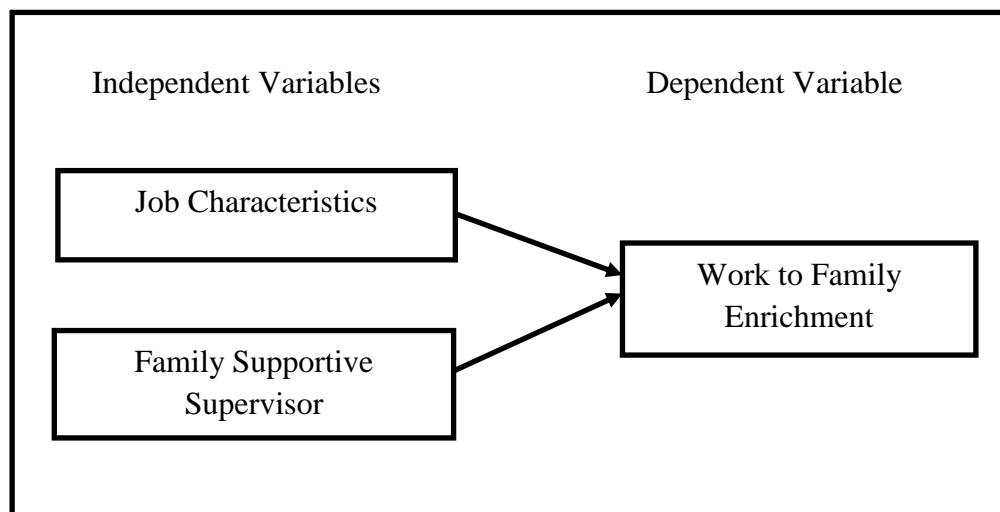 Independent Variables
Dependent Variable
Job Characteristics
Family Supportive
Supervisor
Work to Family
Enrichment